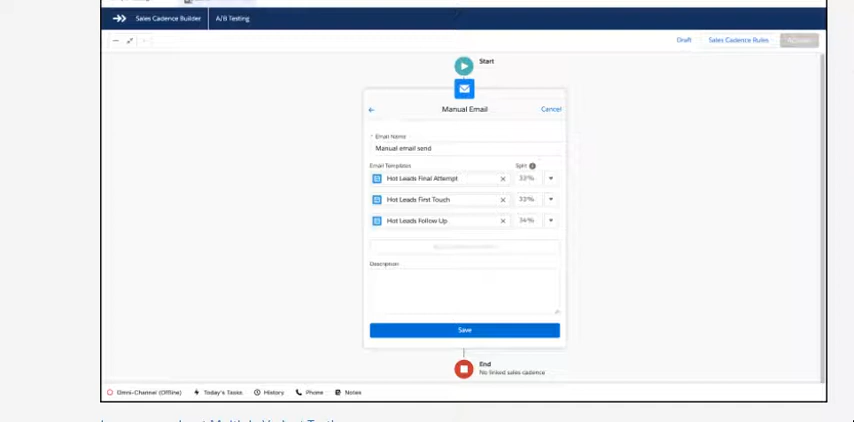 Sales Cadence Builder
A/B Testing
Draft
Sales Cadence Rules
Start
Manual Email
Cancel
* Email Name
Manual email send
Email Templates
Split
Hot Leads Final Attempt
33%
Hot Leads First Touch
33%
Hot Leads Follow Up
34%
Description
Save
End
No linked sales cadence
Omni-Channel (Offline)
Today's Tasks
History
Phone
Notes